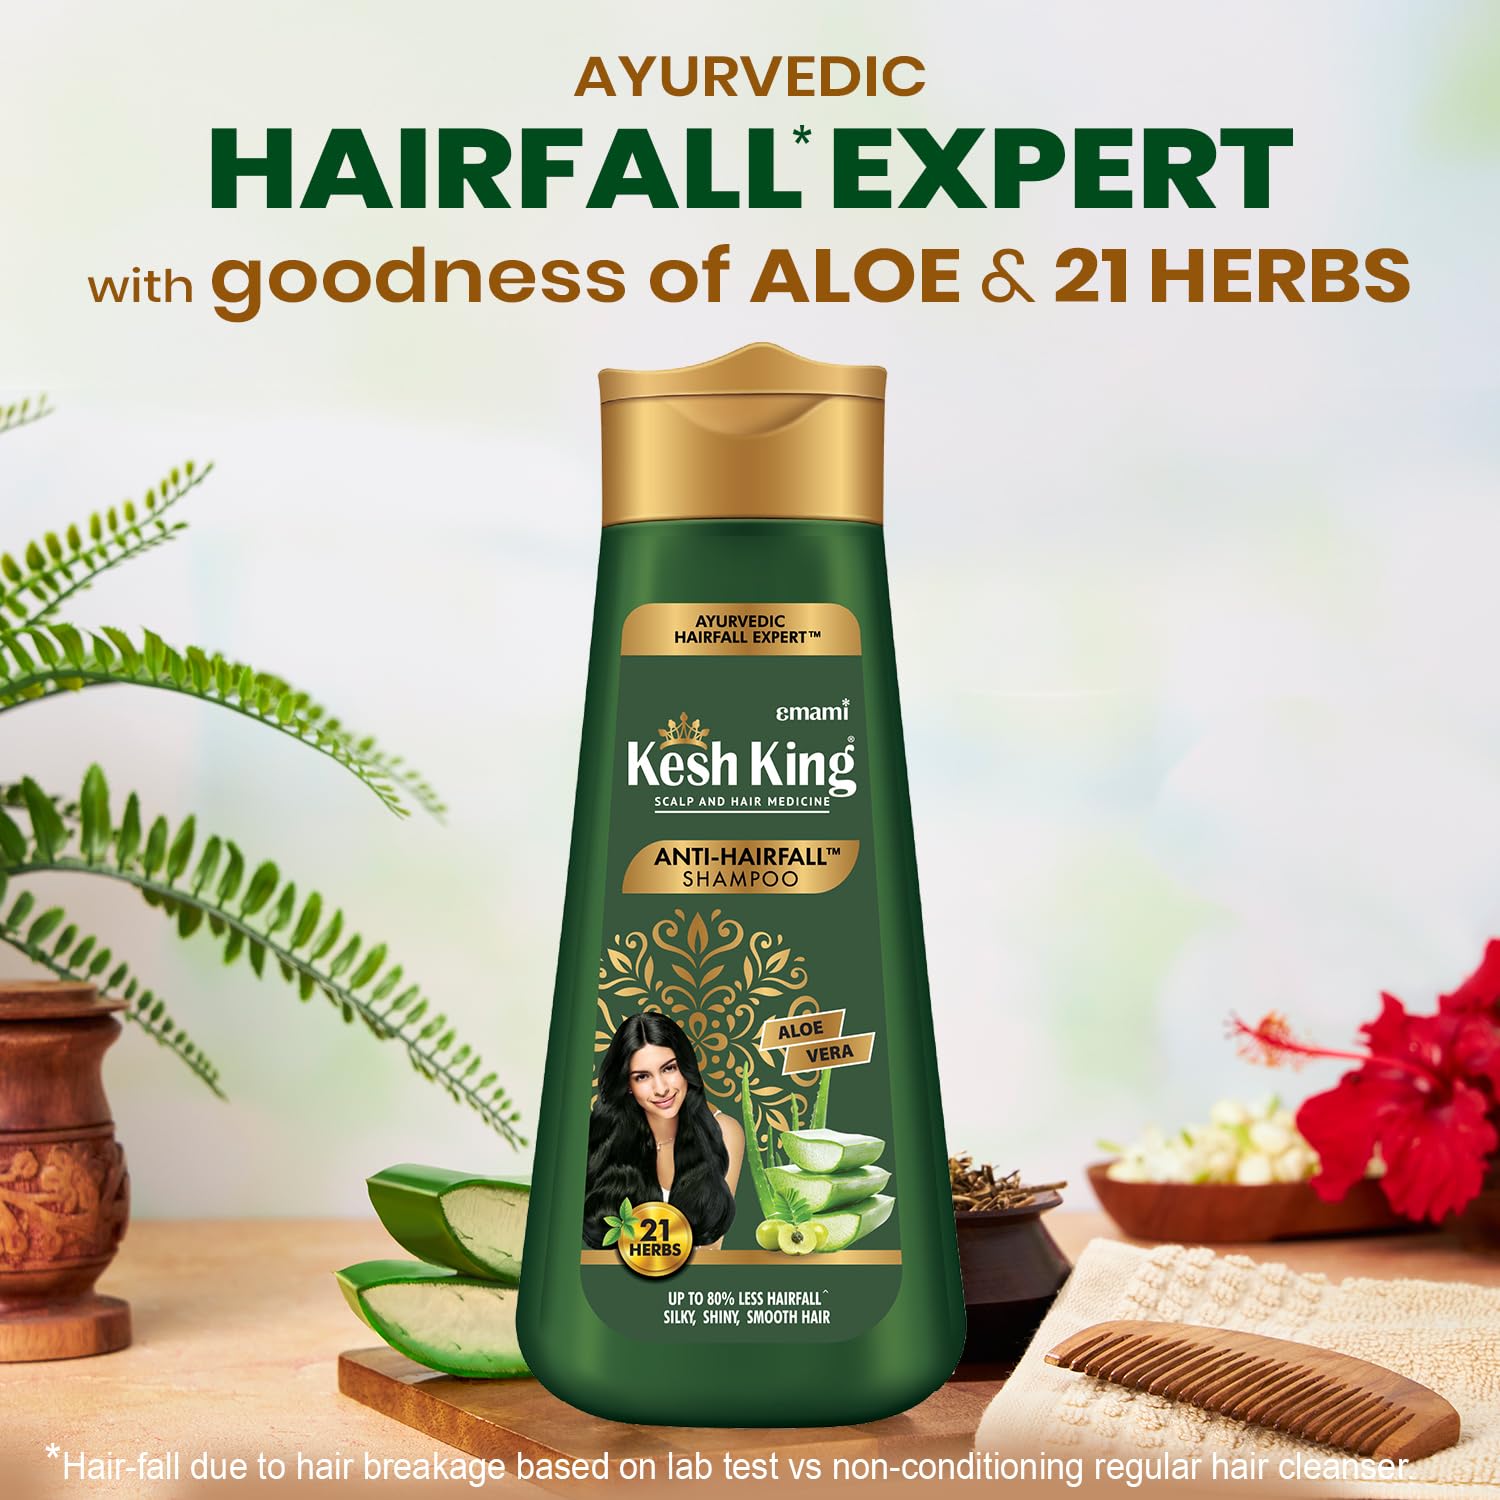 AYURVEDIC
HAIRFALL* EXPERT
with goodness of ALOE & 21 HERBS
AYURVEDIC
HAIRFALL EXPERT™
emami*
Kesh King®
SCALP AND HAIR MEDICINE
ANTI-HAIRFALL™
SHAMPOO
ALOE
VERA
21
HERBS
UP TO 80% LESS HAIRFALL^
SILKY, SHINY, SMOOTH HAIR
*Hair-fall due to hair breakage based on lab test vs non-conditioning regular hair cleanser.